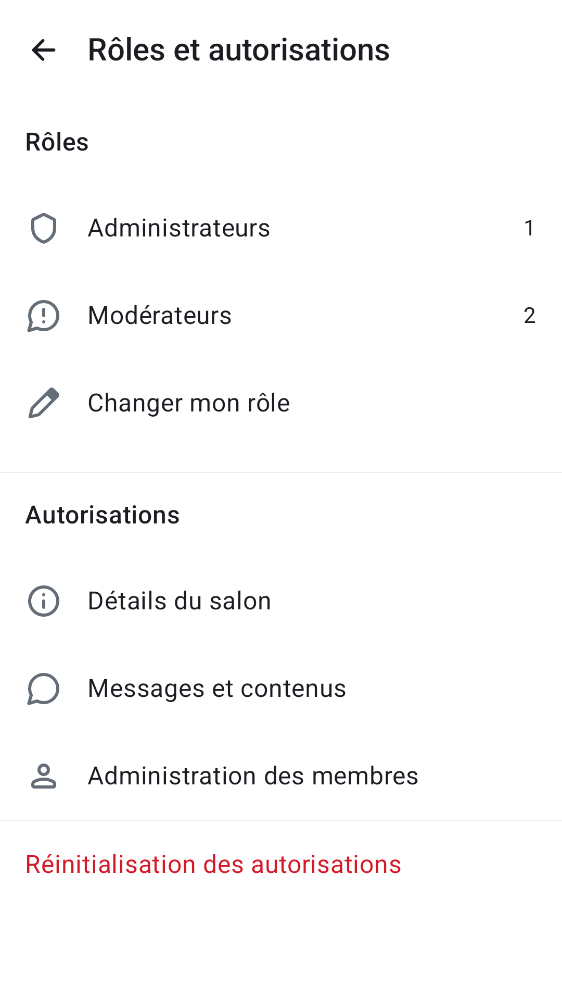 Rôles et autorisations
Rôles
Administrateurs 1
Modérateurs 2
Changer mon rôle
Autorisations
Détails du salon
Messages et contenus
Administration des membres
Réinitialisation des autorisations